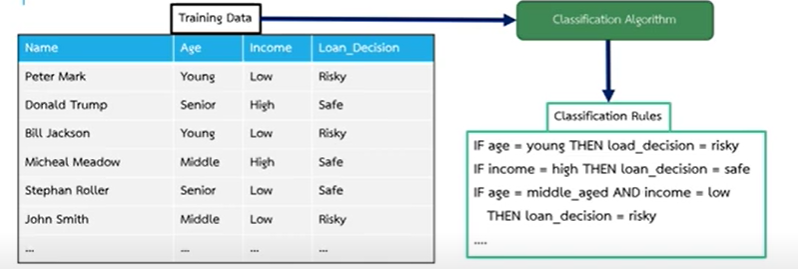 Training Data
Classification Algorithm
Name Age Income Loan_Decision
Peter Mark Young Low Risky
Donald Trump Senior High Safe
Bill Jackson Young Low Risky
Micheal Meadow Middle High Safe
Stephan Roller Senior Low Safe
John Smith Middle Low Risky
... ... ... ...
Classification Rules
IF age = young THEN load_decision = risky
IF income = high THEN loan_decision = safe
IF age = middle_aged AND income = low
THEN loan_decision = risky
....